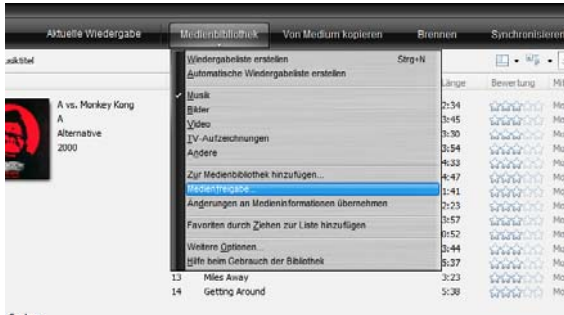 Aktuelle Wiedergabe Medienbibliothek Von Medium kopieren Brennen Synchronisieren
Wiedergabeliste erstellen Strg+N
Automatische Wiedergabeliste erstellen
Musik
Bilder
Video
TV-Aufzeichnungen
Andere
Zur Medienbibliothek hinzufügen...
Medienfreigabe...
Änderungen an Medieninformationen übernehmen
Favoriten durch Ziehen zur Liste hinzufügen
Weitere Optionen...
Hilfe beim Gebrauch der Bibliothek
A vs. Monkey Kong
A
Alternative
2000
Länge Bewertung
2:34
3:45
3:30
3:54
4:33
4:47
1:41
2:23
3:57
0:52
3:44
5:37
13 Miles Away 3:23
14 Getting Around 5:38